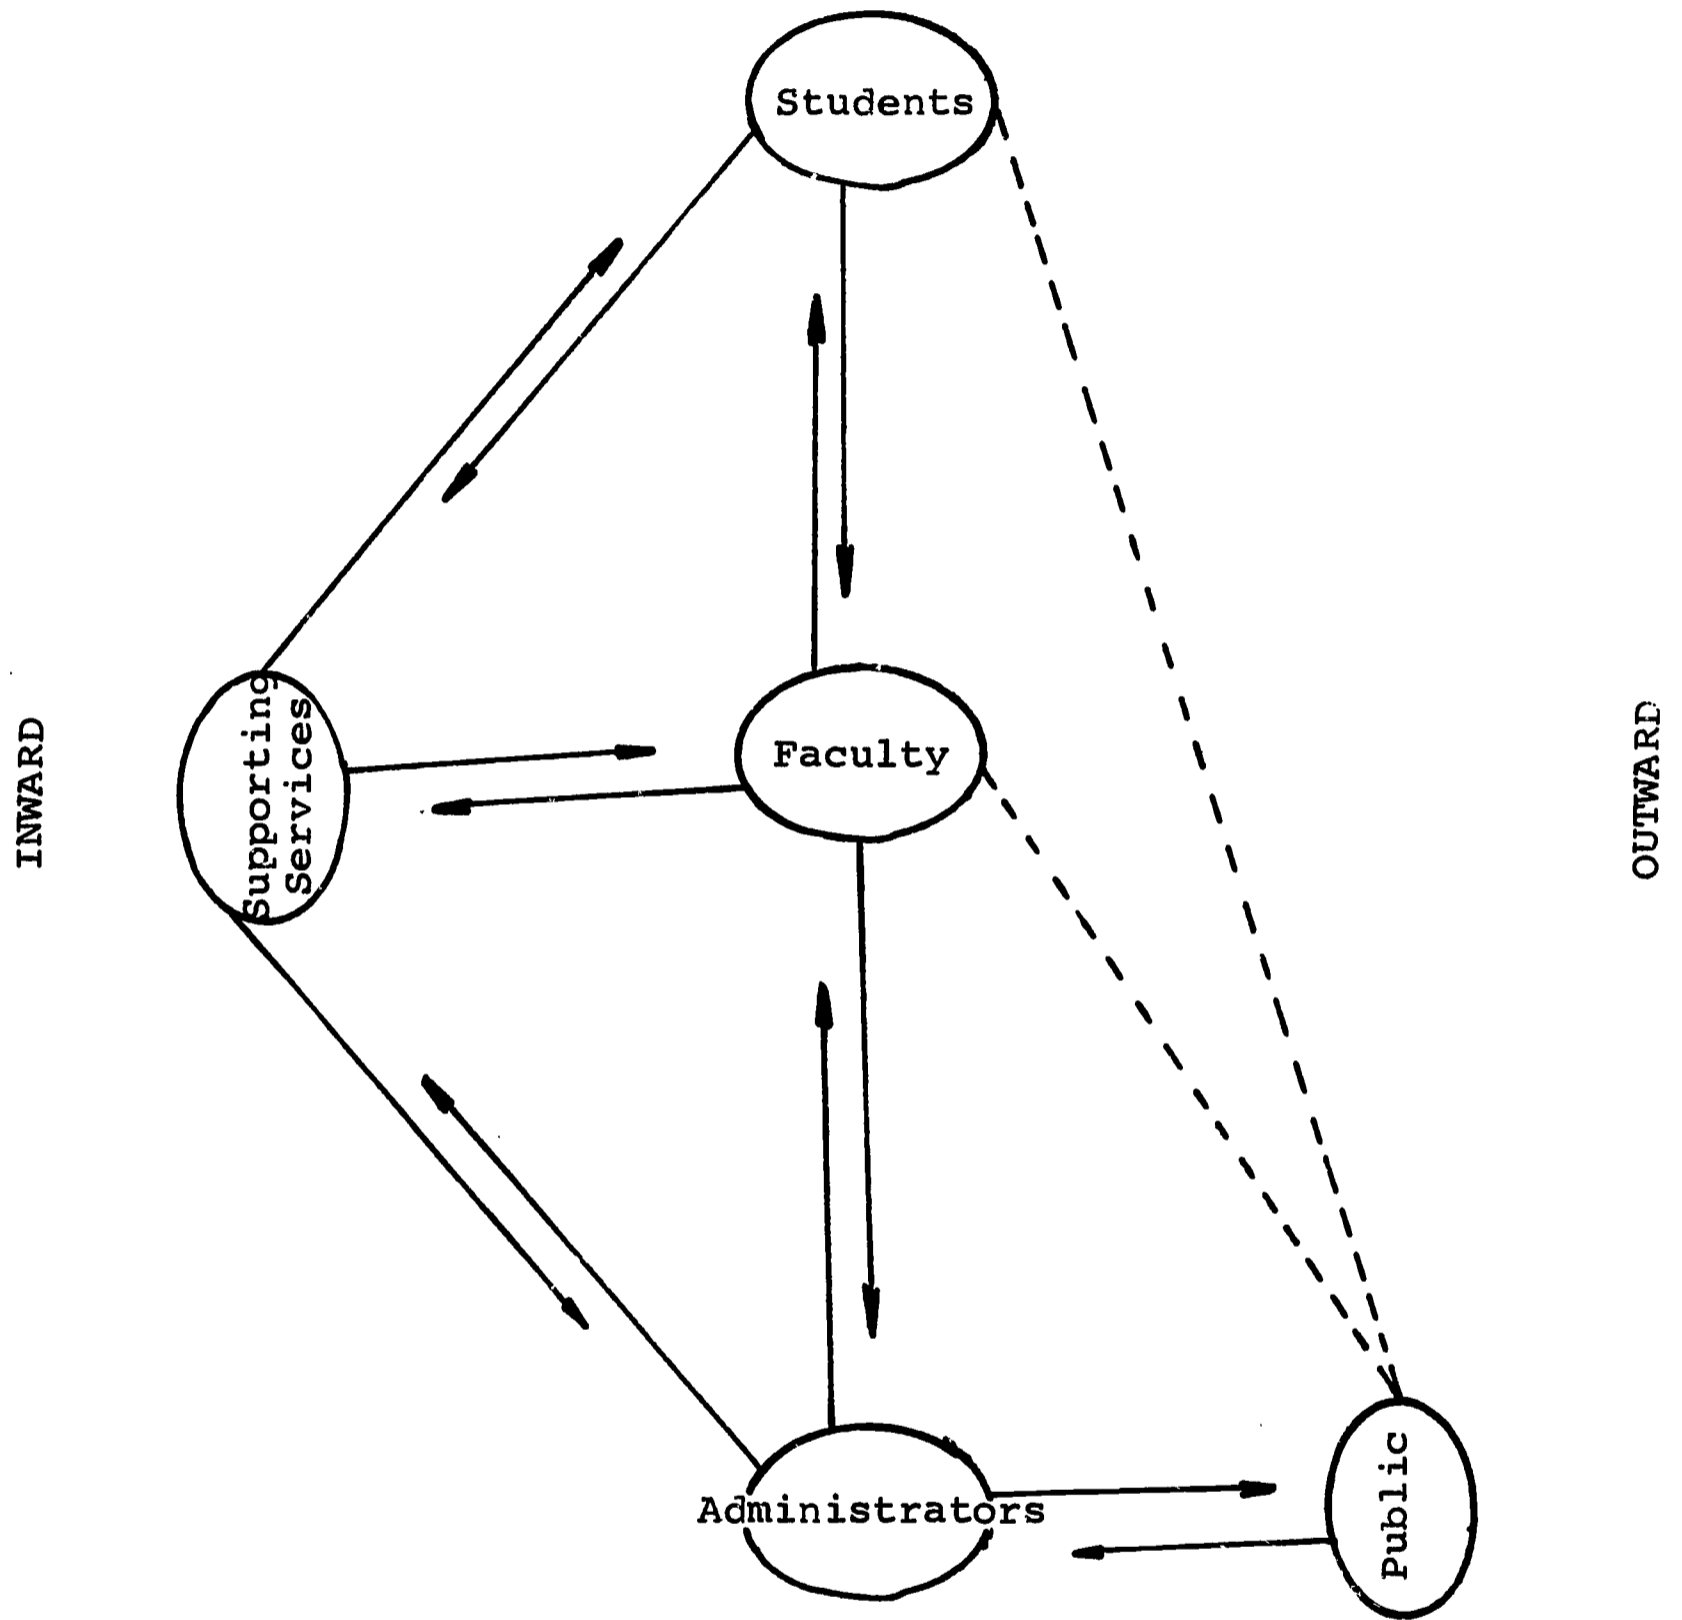 Students
INWARD
Supporting
Services
Faculty
OUTWARD
Administrators
Public